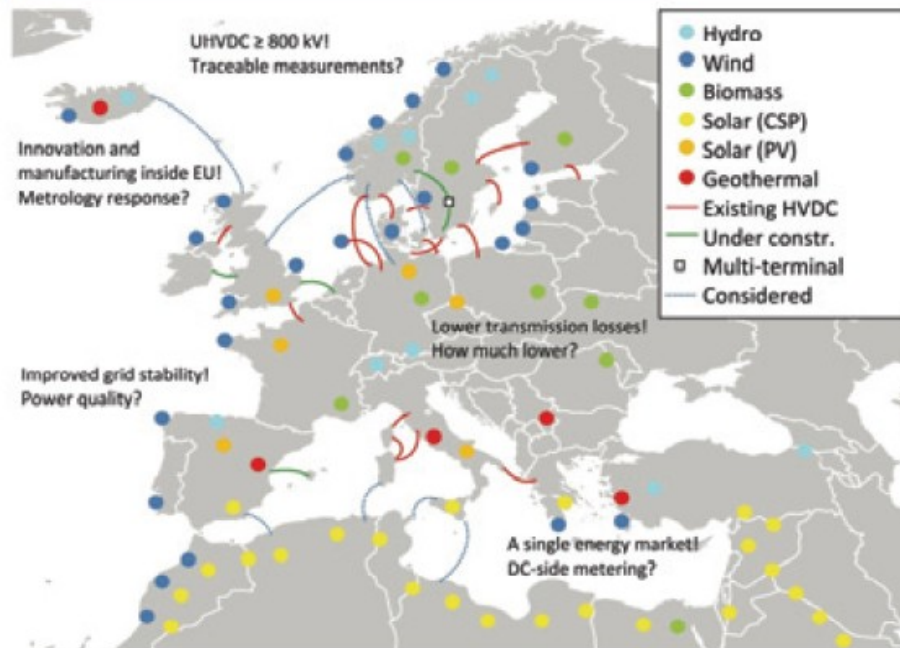 UHVDC ≥ 800 kV!
Traceable measurements?
Innovation and
manufacturing inside EU!
Metrology response?
Lower transmission losses!
How much lower?
Improved grid stability!
Power quality?
A single energy market!
DC-side metering?
Hydro
Wind
Biomass
Solar (CSP)
Solar (PV)
Geothermal
Existing HVDC
Under constr.
Multi-terminal
Considered